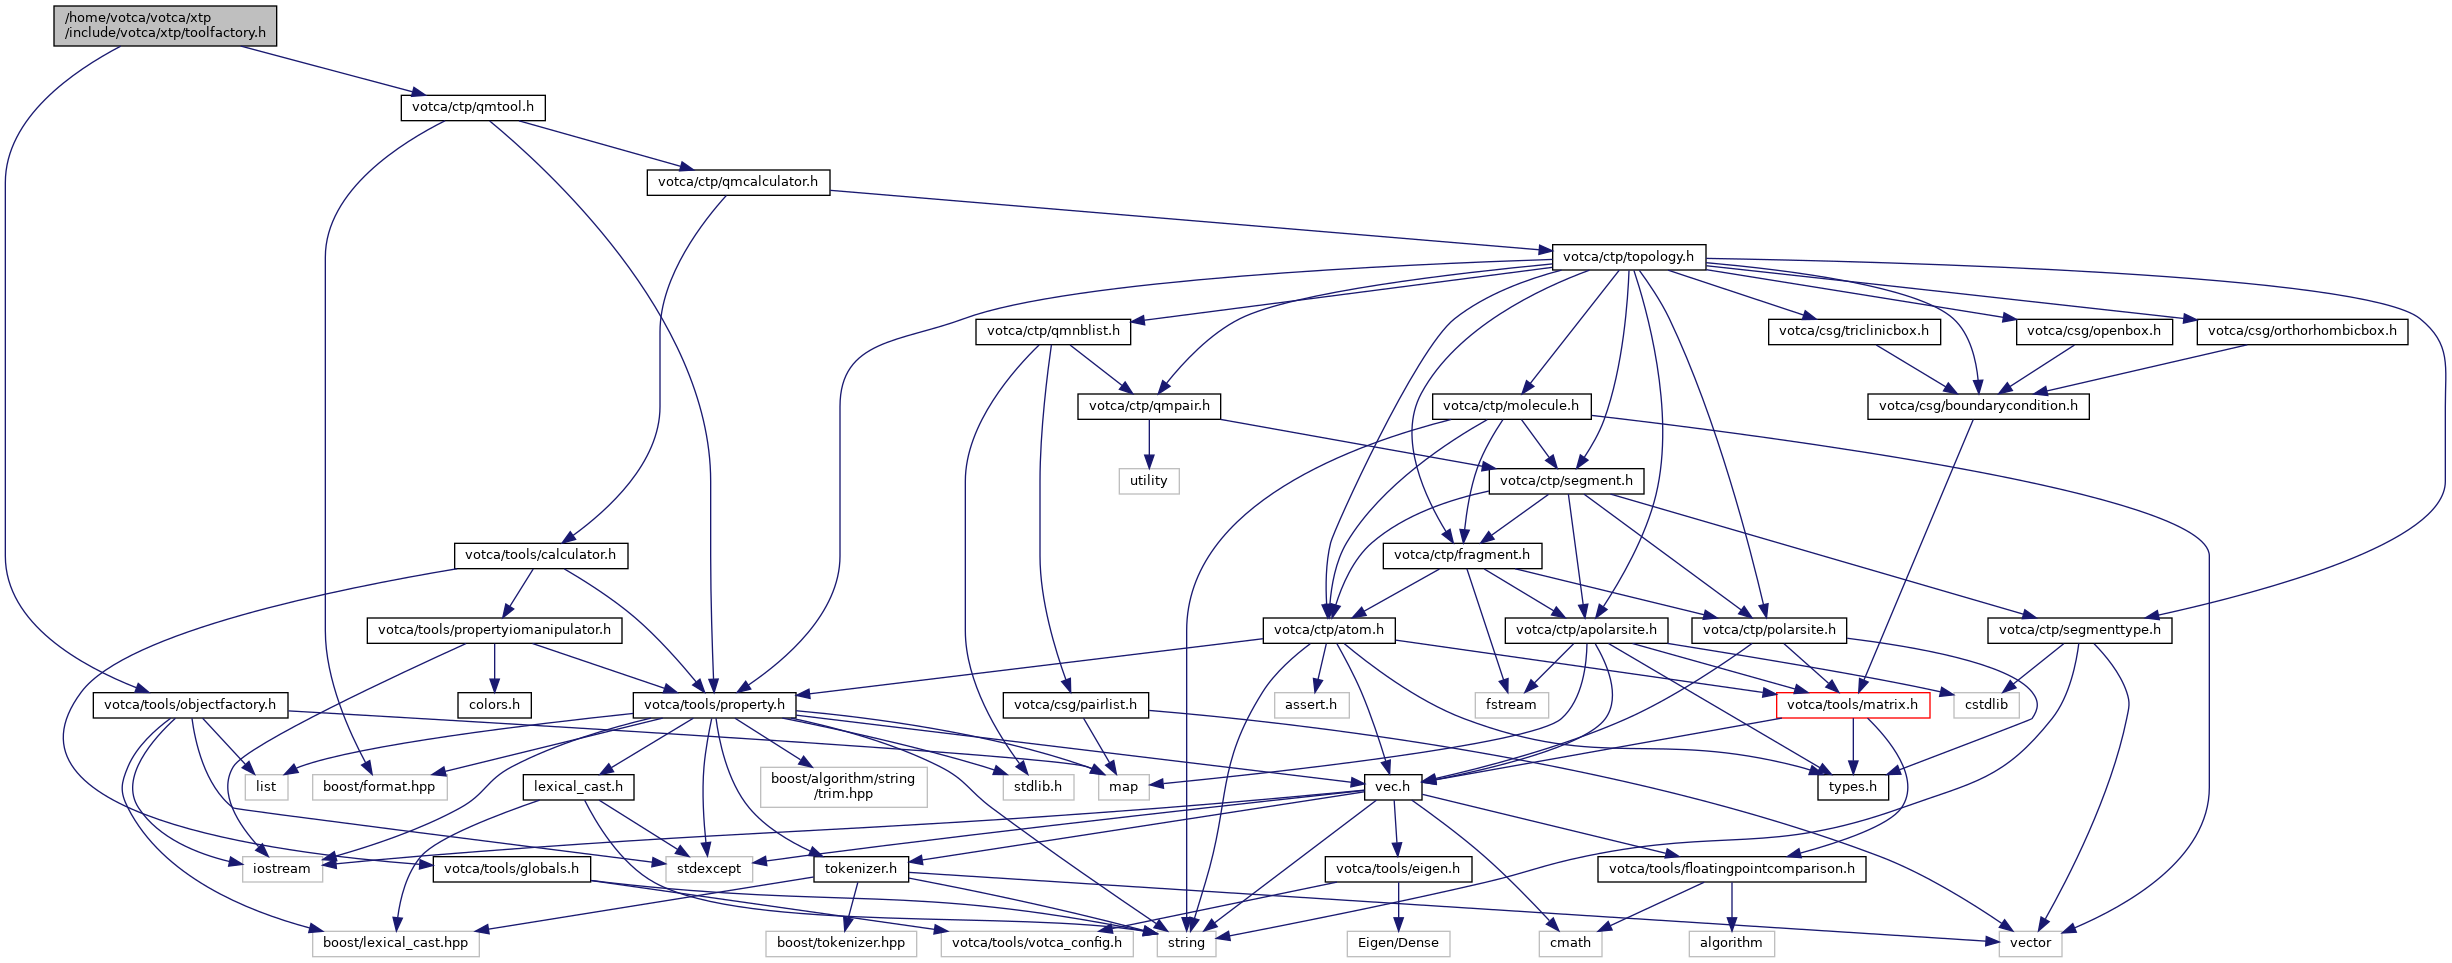 /home/votca/votca/xtp
/include/votca/xtp/toolfactory.h
votca/ctp/qmtool.h
votca/ctp/qmcalculator.h
votca/ctp/topology.h
votca/ctp/qmnblist.h
votca/csg/triclinicbox.h
votca/csg/openbox.h
votca/csg/orthorhombicbox.h
votca/ctp/qmpair.h
votca/ctp/molecule.h
votca/csg/boundarycondition.h
utility
votca/ctp/segment.h
votca/tools/calculator.h
votca/ctp/fragment.h
votca/tools/propertyiomanipulator.h
votca/ctp/atom.h
votca/ctp/apolarsite.h
votca/ctp/polarsite.h
votca/ctp/segmenttype.h
votca/tools/objectfactory.h
colors.h
votca/tools/property.h
votca/csg/pairlist.h
assert.h
fstream
votca/tools/matrix.h
cstdlib
list
boost/format.hpp
lexical_cast.h
boost/algorithm/string
/trim.hpp
stdlib.h
map
vec.h
types.h
iostream
votca/tools/globals.h
stdexcept
tokenizer.h
votca/tools/eigen.h
votca/tools/floatingpointcomparison.h
boost/lexical_cast.hpp
boost/tokenizer.hpp
votca/tools/votca_config.h
string
Eigen/Dense
cmath
algorithm
vector